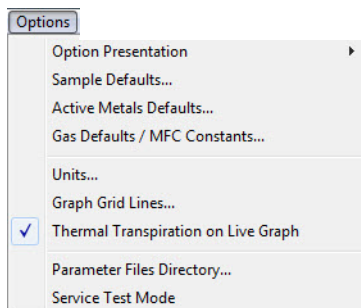 Options
Option Presentation
Sample Defaults...
Active Metals Defaults...
Gas Defaults / MFC Constants...
Units...
Graph Grid Lines...
Thermal Transpiration on Live Graph
Parameter Files Directory...
Service Test Mode